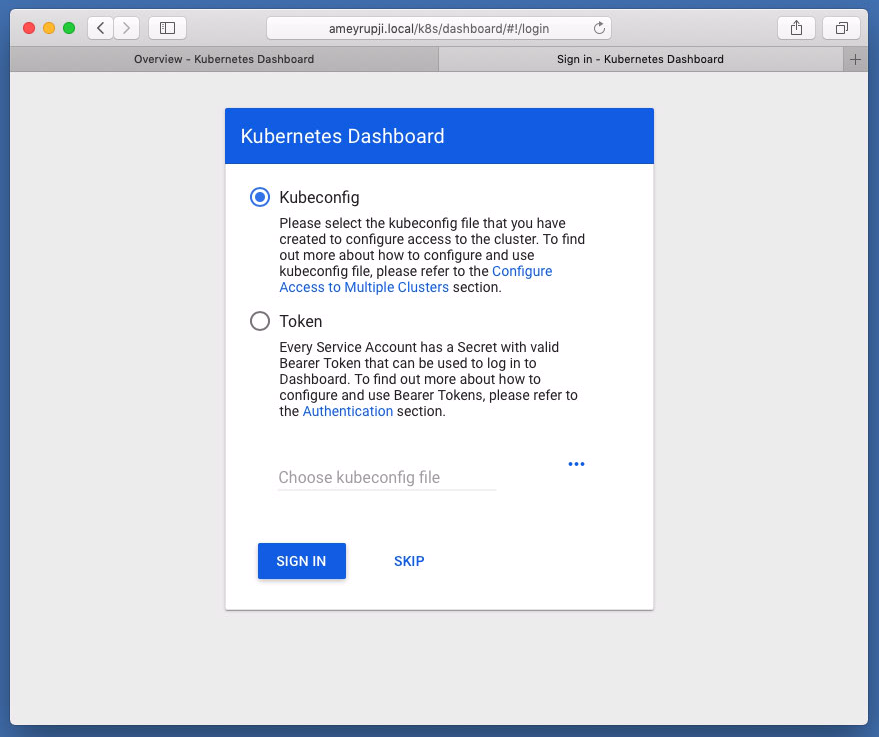 ameyrupji.local/k8s/dashboard/#!/login
Overview – Kubernetes Dashboard
Sign in – Kubernetes Dashboard
Kubernetes Dashboard
Kubeconfig
Please select the kubeconfig file that you have
created to configure access to the cluster. To find
out more about how to configure and use
kubeconfig file, please refer to the Configure
Access to Multiple Clusters section.
Token
Every Service Account has a Secret with valid
Bearer Token that can be used to log in to
Dashboard. To find out more about how to
configure and use Bearer Tokens, please refer to
the Authentication section.
Choose kubeconfig file
SIGN IN
SKIP